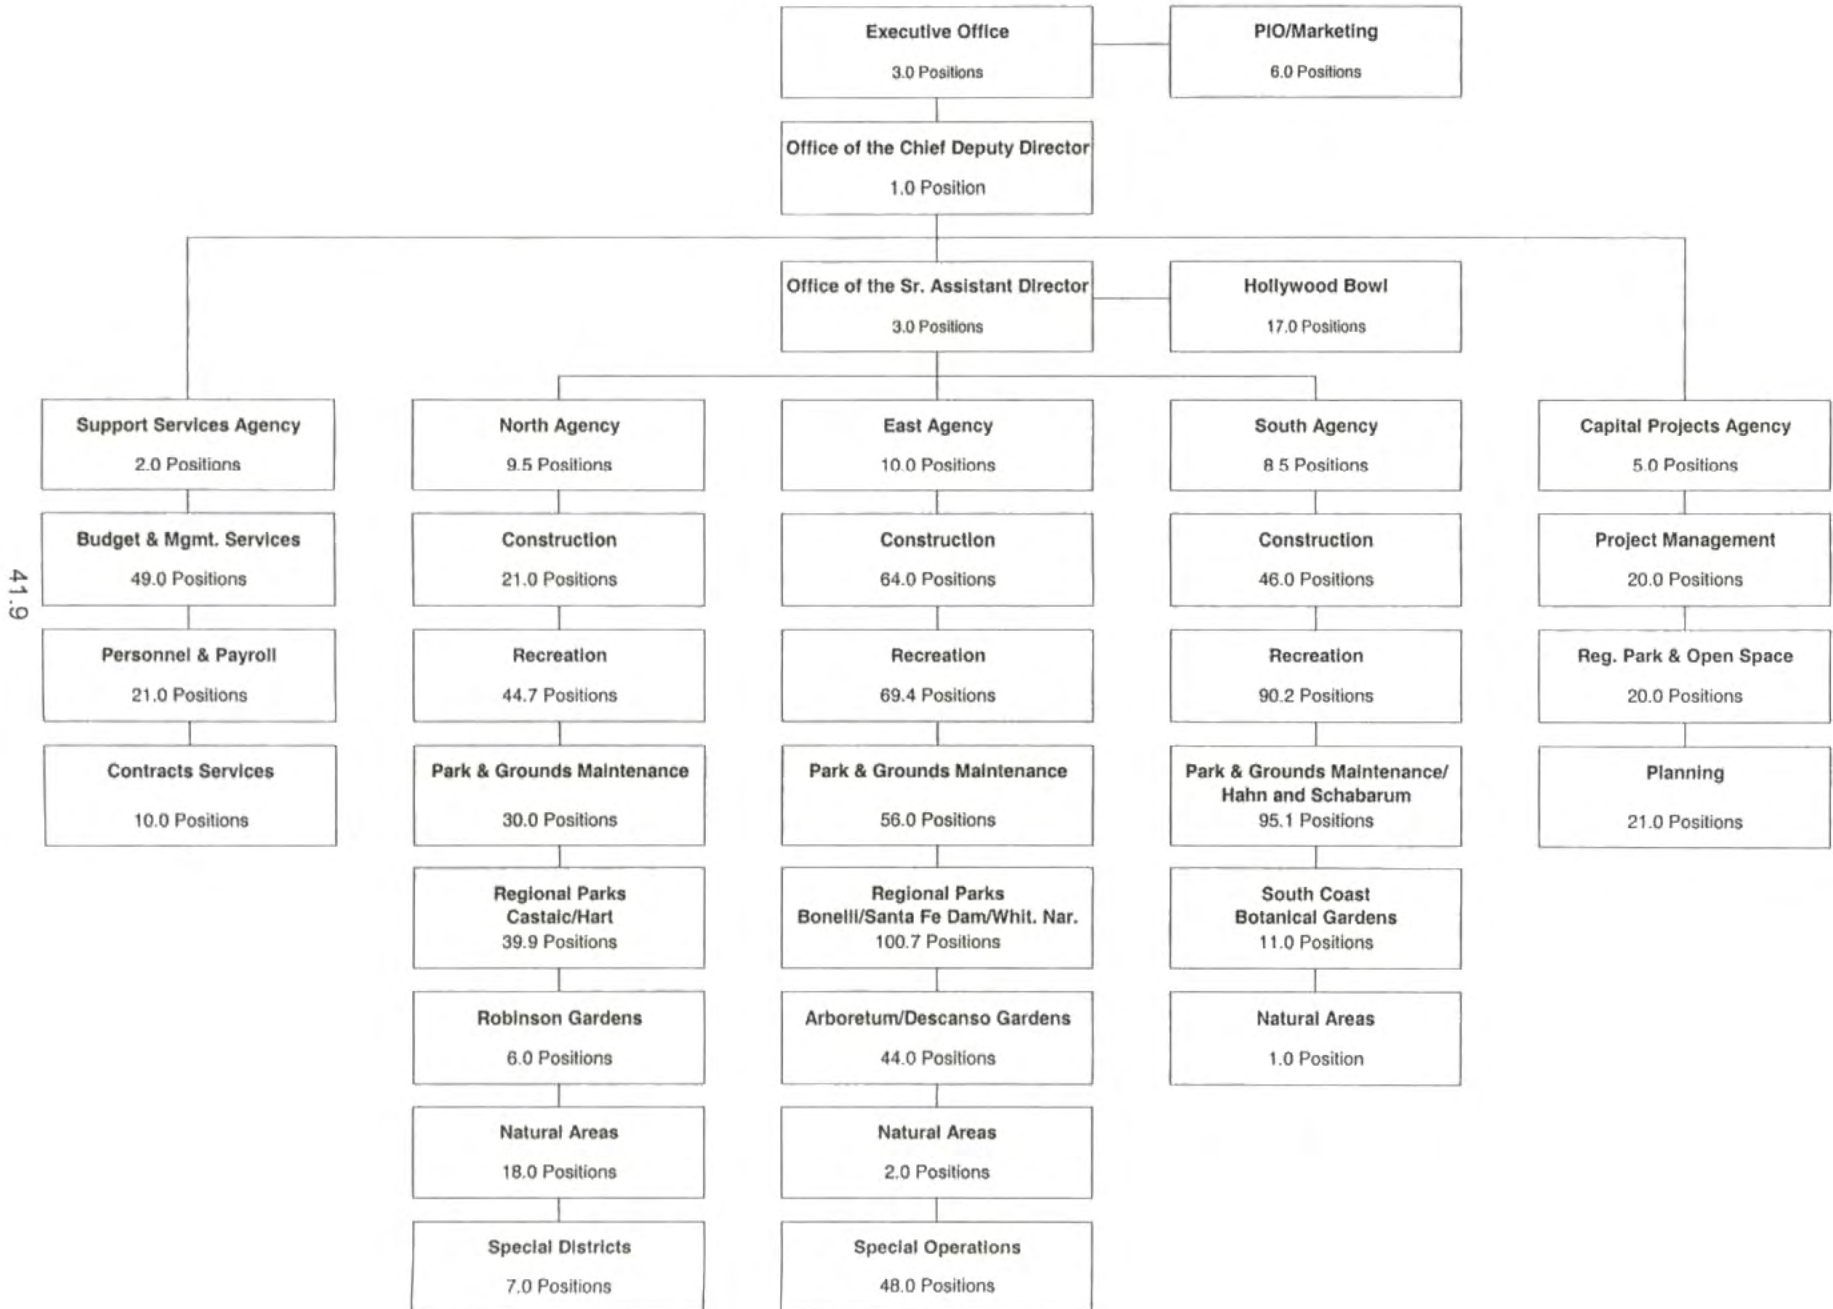 Executive Office
3.0 Positions
PIO/Marketing
6.0 Positions
Office of the Chief Deputy Director
1.0 Position
Office of the Sr. Assistant Director
3.0 Positions
Hollywood Bowl
17.0 Positions
Support Services Agency
2.0 Positions
Budget & Mgmt. Services
49.0 Positions
Personnel & Payroll
21.0 Positions
Contracts Services
10.0 Positions
North Agency
9.5 Positions
Construction
21.0 Positions
Recreation
44.7 Positions
Park & Grounds Maintenance
30.0 Positions
Regional Parks
Castaic/Hart
39.9 Positions
Robinson Gardens
6.0 Positions
Natural Areas
18.0 Positions
Special Districts
7.0 Positions
East Agency
10.0 Positions
Construction
64.0 Positions
Recreation
69.4 Positions
Park & Grounds Maintenance
56.0 Positions
Regional Parks
Bonelli/Santa Fe Dam/Whit. Nar.
100.7 Positions
Arboretum/Descanso Gardens
44.0 Positions
Natural Areas
2.0 Positions
Special Operations
48.0 Positions
South Agency
8.5 Positions
Construction
46.0 Positions
Recreation
90.2 Positions
Park & Grounds Maintenance/
Hahn and Schabarum
95.1 Positions
South Coast
Botanical Gardens
11.0 Positions
Natural Areas
1.0 Position
Capital Projects Agency
5.0 Positions
Project Management
20.0 Positions
Reg. Park & Open Space
20.0 Positions
Planning
21.0 Positions
41.9